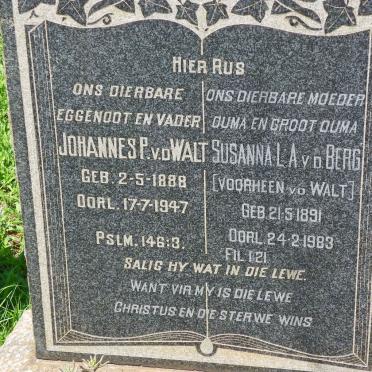 HIER RUS
ONS DIERBARE
EGGENOOT EN VADER
JOHANNES P. v.d WALT
GEB. 2-5-1888
OORL. 17-7-1947
PSLM. 146:3.
ONS DIERBARE MOEDER
OUMA EN GROOT OUMA
SUSANNA L.A v.d BERG
[VOORHEEN v.d WALT]
GEB. 21-5-1891
OORL. 24-2-1983
FIL. 1:21
SALIG HY WAT IN DIE LEWE.
WANT VIR MY IS DIE LEWE
CHRISTUS EN DIE STERWE WINS